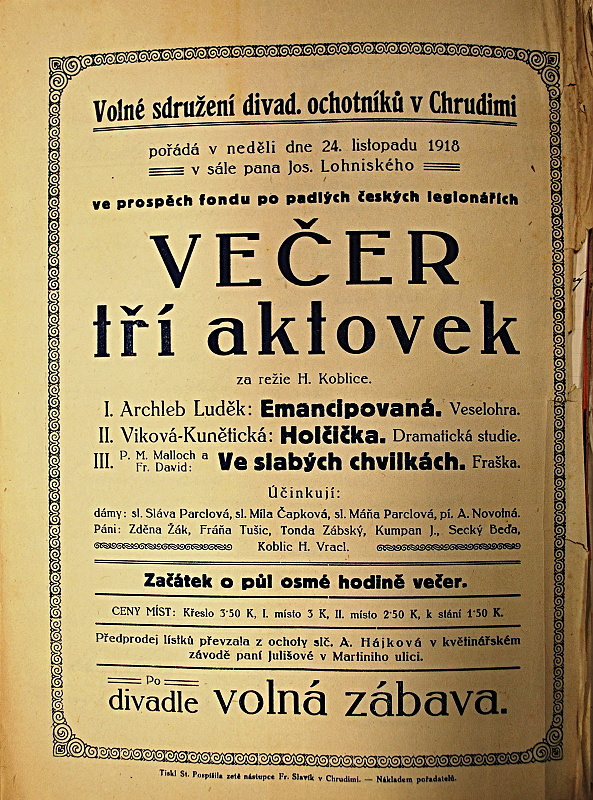 Volné sdružení divad. ochotníků v Chrudimi
pořádá v neděli dne 24. listopadu 1918
v sále pana Jos. Lohniského
ve prospěch fondu po padlých českých legionářích
VEČER
tří aktovek
za režie H. Koblice.
I. Archleb Luděk: Emancipovaná. Veselohra.
II. Viková-Kunětická: Holčička. Dramatická studie.
III. P. M. Malloch a Fr. David: Ve slabých chvilkách. Fraška.
Účinkují:
dámy: sl. Sláva Parclová, sl. Míla Čapková, sl. Máňa Parclová, pí. A. Novotná.
Páni: Zděna Žák, Fráňa Tušic, Tonda Zábský, Kumpan J., Secký Beďa,
Koblic H. Vracl.
Začátek o půl osmé hodině večer.
CENY MÍST: Křeslo 3·50 K, I. místo 3 K, II. místo 2·50 K, k stání 1·50 K.
Předprodej lístků převzala z ochoty slč. A. Hájková v květinářském
závodě paní Julišové v Martiniho ulici.
Po
divadle volná zábava.
Tiskl St. Pospíšila zetě nástupce Fr. Slavík v Chrudimi. — Nákladem pořadatelů.